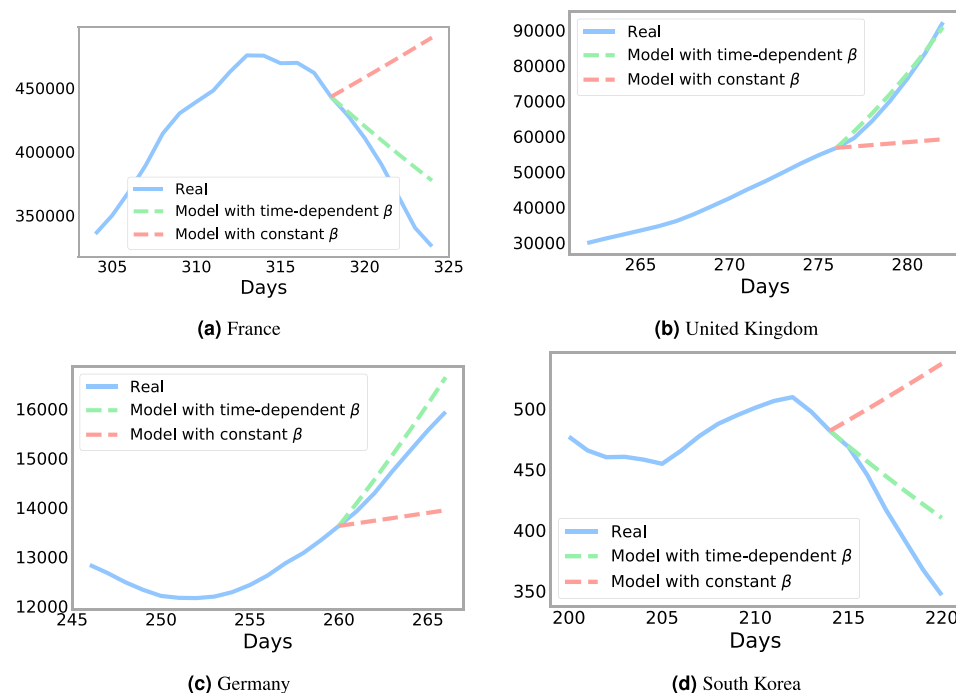 450000
400000
350000
Real
Model with time-dependent β
Model with constant β
305 310 315 320 325
Days
(a) France
90000
80000
70000
60000
50000
40000
30000
Real
Model with time-dependent β
Model with constant β
265 270 275 280
Days
(b) United Kingdom
16000
15000
14000
13000
12000
Real
Model with time-dependent β
Model with constant β
245 250 255 260 265
Days
(c) Germany
500
450
400
350
Real
Model with time-dependent β
Model with constant β
200 205 210 215 220
Days
(d) South Korea